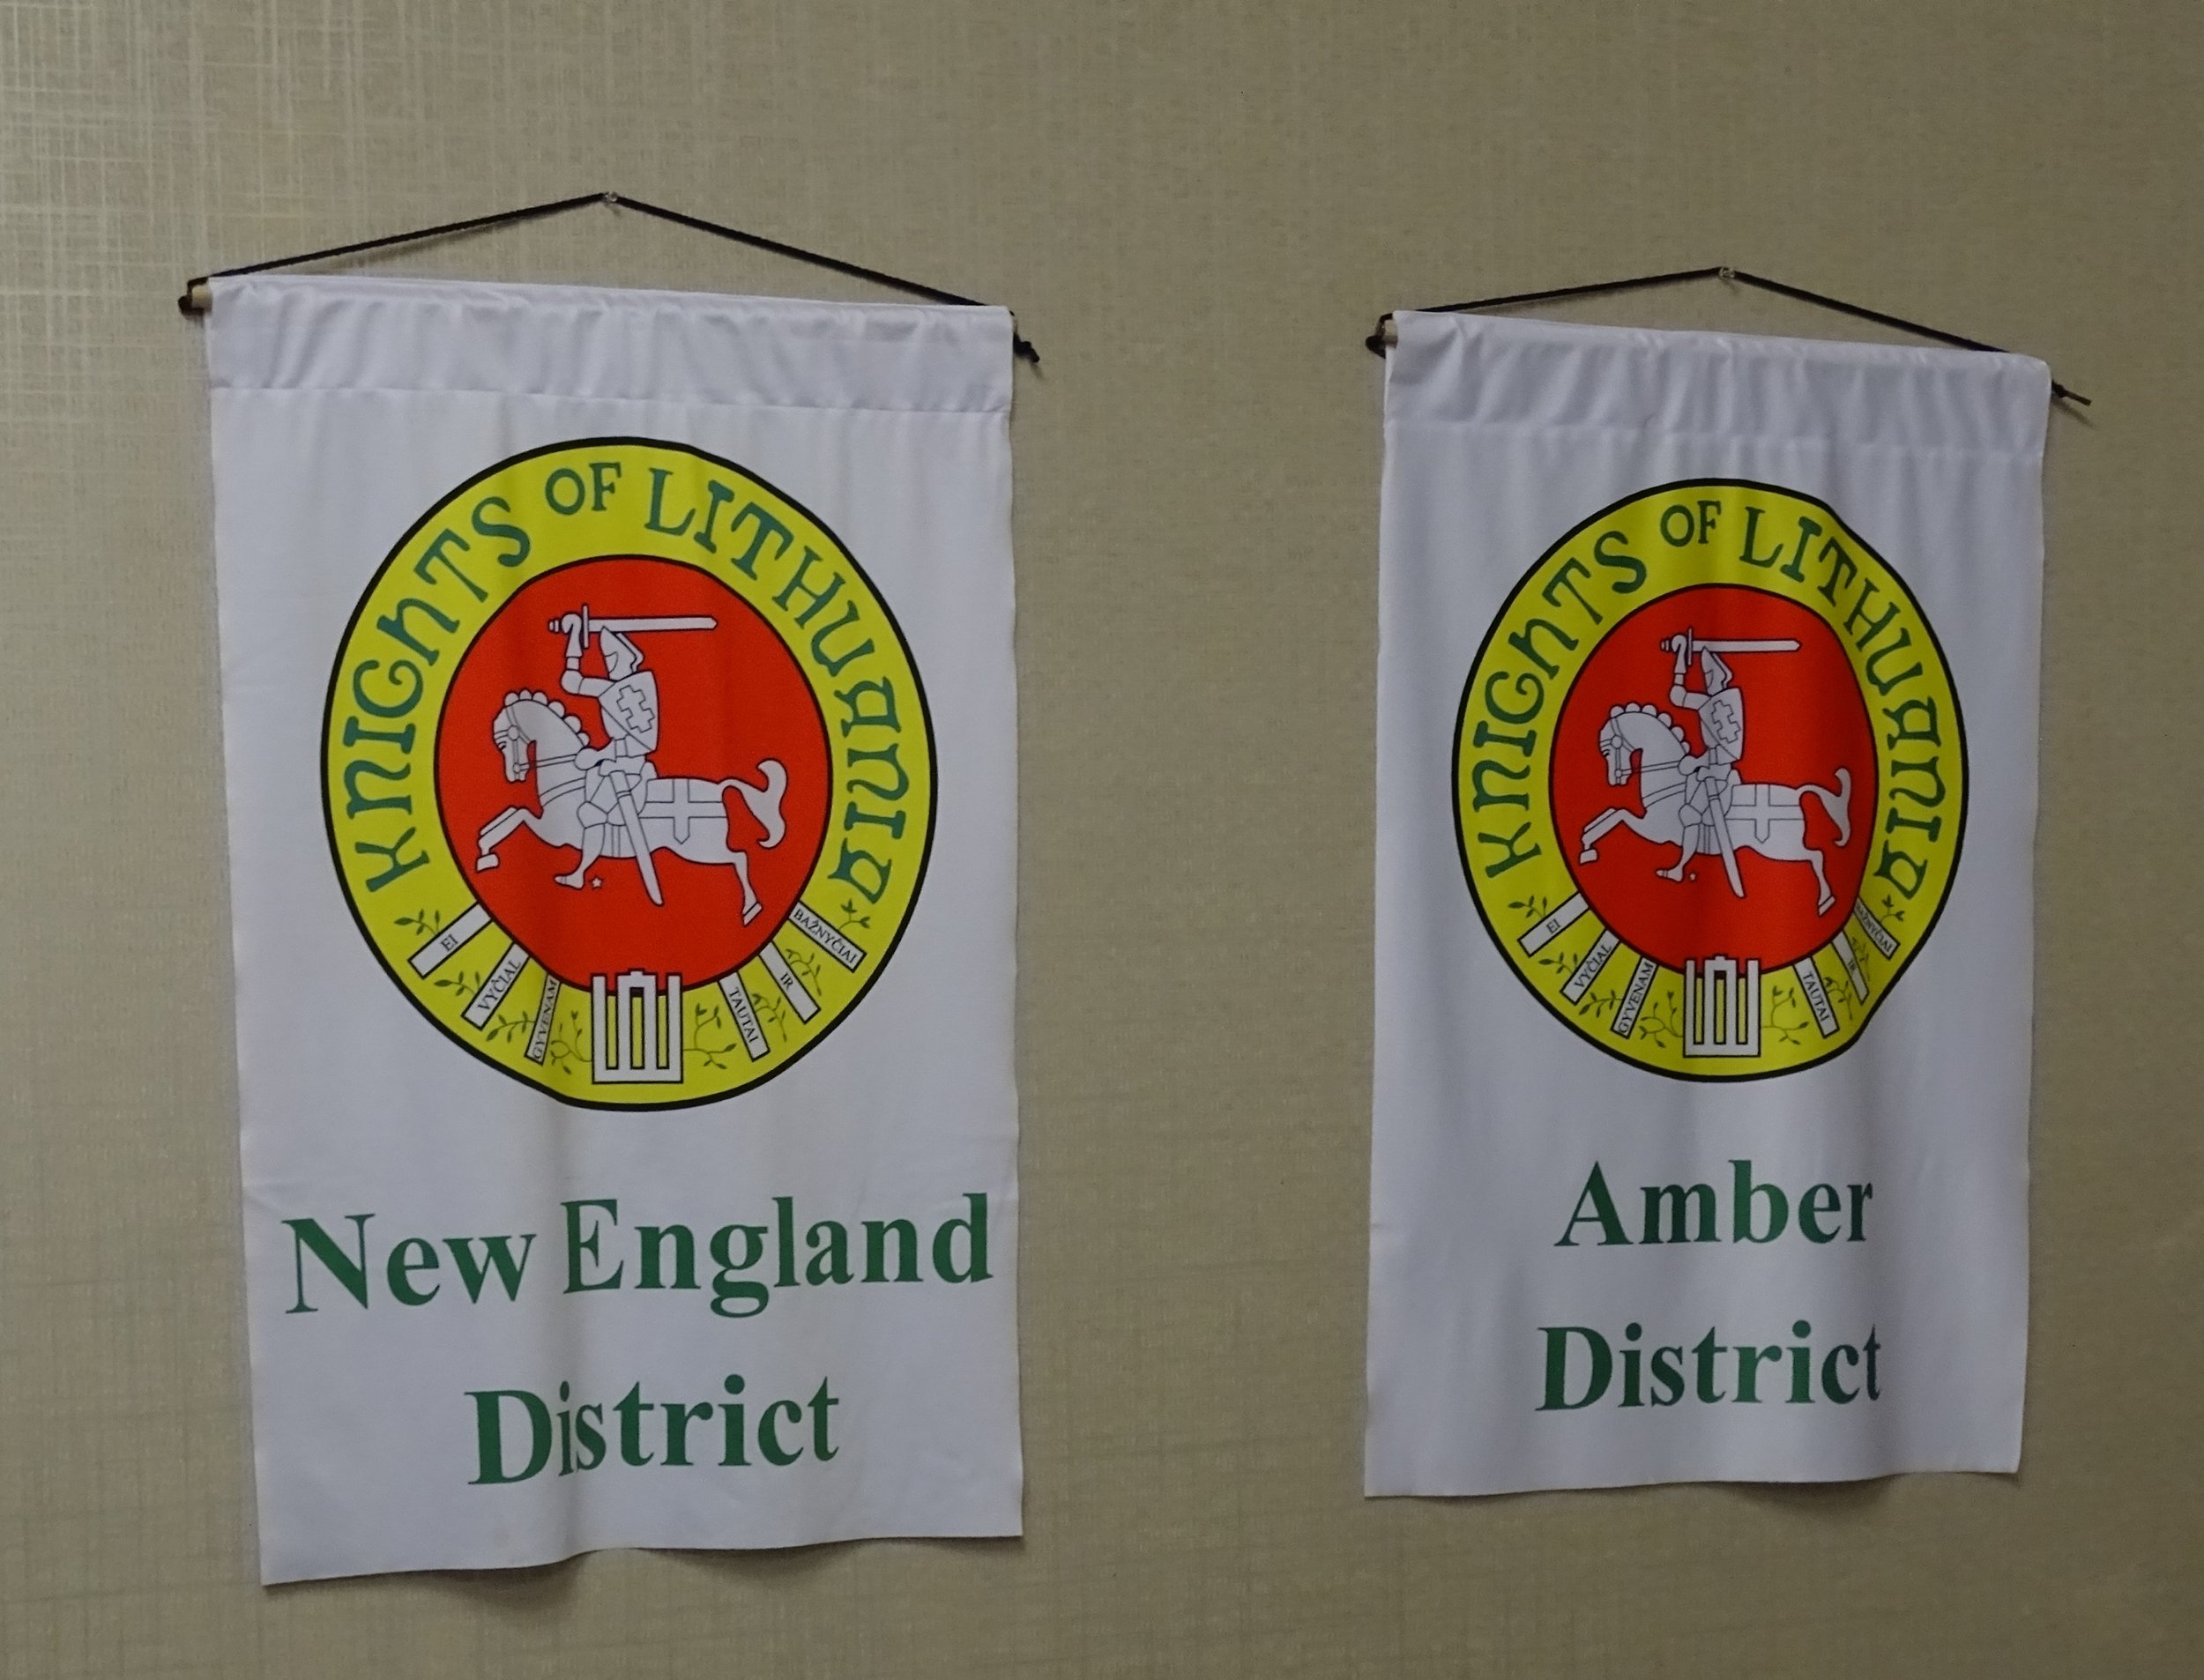 KNIGHTS OF LITHUANIA
EI
VYČIAI
GYVENAM
TAUTAI
IR
BAŽNYČIAI
New England
District
KNIGHTS OF LITHUANIA
EI
VYČIAI
GYVENAM
TAUTAI
IR
BAŽNYČIAI
Amber
District